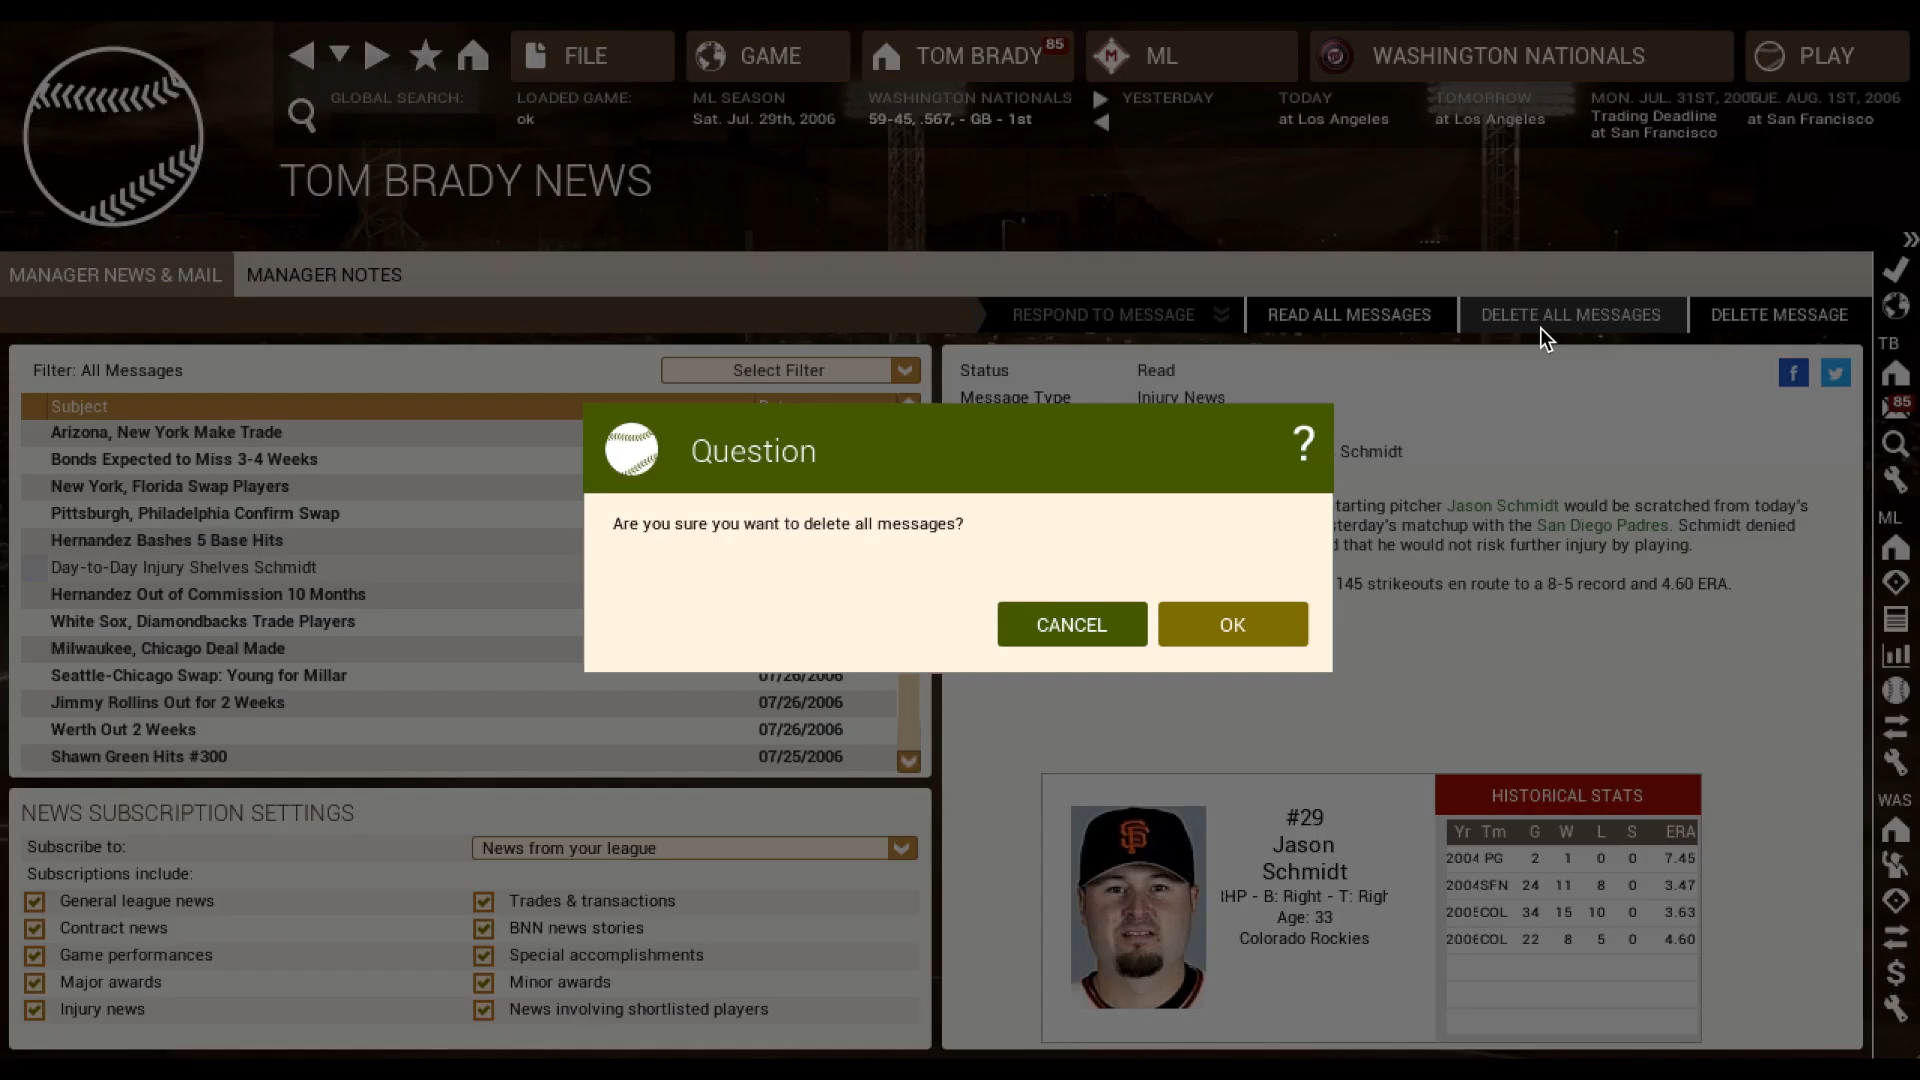 FILE
GAME
TOM BRADY 85
ML
WASHINGTON NATIONALS
PLAY
GLOBAL SEARCH:
LOADED GAME:
ok
ML SEASON
Sat. Jul. 29th, 2006
WASHINGTON NATIONALS
59-45, .567, - GB - 1st
YESTERDAY
TODAY
at Los Angeles
TOMORROW
at Los Angeles
MON. JUL. 31ST, 2006
Trading Deadline
at San Francisco
TUE. AUG. 1ST, 2006
at San Francisco
TOM BRADY NEWS
MANAGER NEWS & MAIL
MANAGER NOTES
RESPOND TO MESSAGE
READ ALL MESSAGES
DELETE ALL MESSAGES
DELETE MESSAGE
Filter: All Messages
Select Filter
Subject
Arizona, New York Make Trade
Bonds Expected to Miss 3-4 Weeks
New York, Florida Swap Players
Pittsburgh, Philadelphia Confirm Swap
Hernandez Bashes 5 Base Hits
Day-to-Day Injury Shelves Schmidt
Hernandez Out of Commission 10 Months
White Sox, Diamondbacks Trade Players
Milwaukee, Chicago Deal Made
Seattle-Chicago Swap: Young for Millar 07/26/2006
Jimmy Rollins Out for 2 Weeks 07/26/2006
Werth Out 2 Weeks 07/26/2006
Shawn Green Hits #300 07/25/2006
Status Read
Message Type Injury News
Schmidt
tarting pitcher Jason Schmidt would be scratched from today's
sterday's matchup with the San Diego Padres. Schmidt denied
d that he would not risk further injury by playing.
145 strikeouts en route to a 8-5 record and 4.60 ERA.
Question
?
Are you sure you want to delete all messages?
CANCEL
OK
NEWS SUBSCRIPTION SETTINGS
Subscribe to: News from your league
Subscriptions include:
General league news
Trades & transactions
Contract news
BNN news stories
Game performances
Special accomplishments
Major awards
Minor awards
Injury news
News involving shortlisted players
#29
Jason
Schmidt
HP - B: Right - T: Righ
Age: 33
Colorado Rockies
HISTORICAL STATS
Yr Tm G W L S ERA
2004 PG 2 1 0 0 7.45
2004 SFN 24 11 8 0 3.47
2005 COL 34 15 10 0 3.63
2006 COL 22 8 5 0 4.60
TB
85
ML
WAS